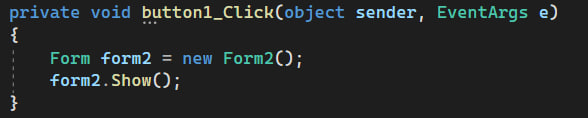 private void button1_Click(object sender, EventArgs e)
{
Form form2 = new Form2();
form2.Show();
}